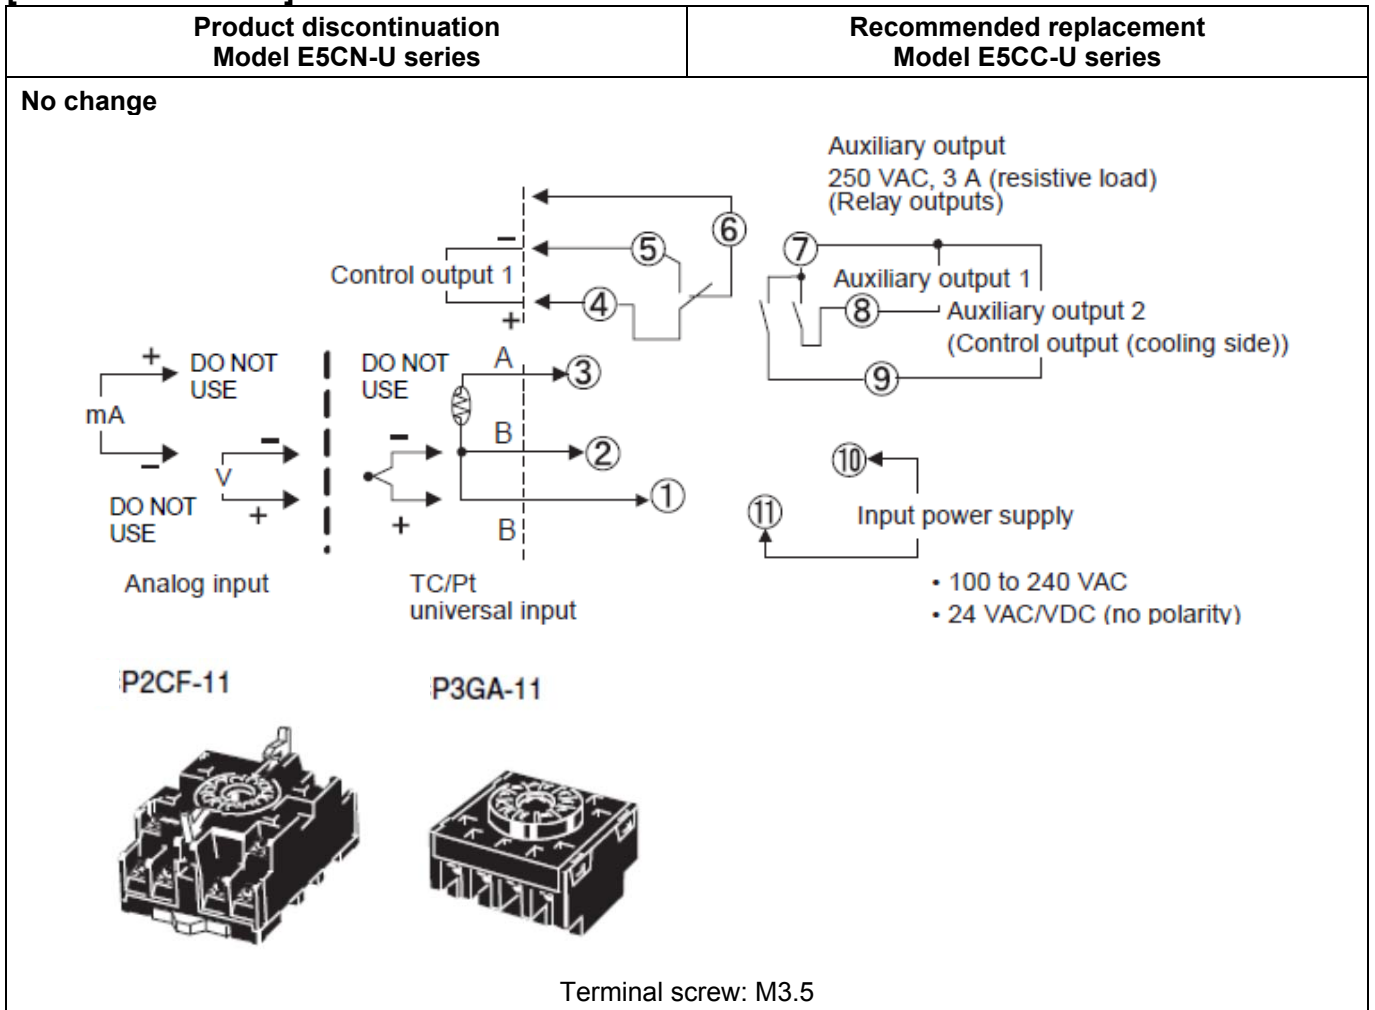 Product discontinuation
Model E5CN-U series
Recommended replacement
Model E5CC-U series
No change
Auxiliary output
250 VAC, 3 A (resistive load)
(Relay outputs)
⑥
− ⑤
⑦
Control output 1
Auxiliary output 1
④
+
⑧
Auxiliary output 2
(Control output (cooling side))
+ DO NOT
USE
DO NOT
USE
A ③
⑨
mA
− V − +
DO NOT
USE
− +
B ②
①
B
⑩
⑪ Input power supply
Analog input
TC/Pt
universal input
• 100 to 240 VAC
• 24 VAC/VDC (no polarity)
P2CF-11
P3GA-11
Terminal screw: M3.5